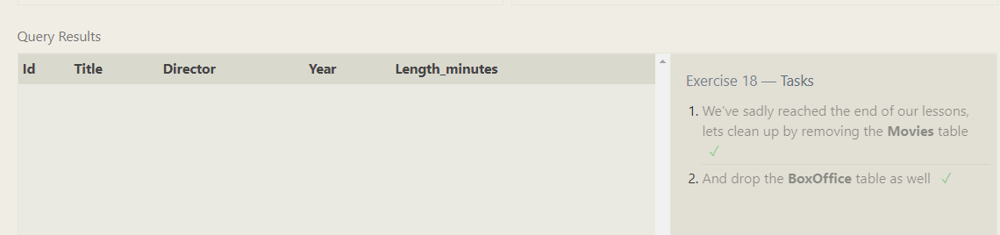 Query Results
Id Title Director Year Length_minutes
Exercise 18 — Tasks
1. We've sadly reached the end of our lessons,
lets clean up by removing the Movies table
✓
2. And drop the BoxOffice table as well ✓